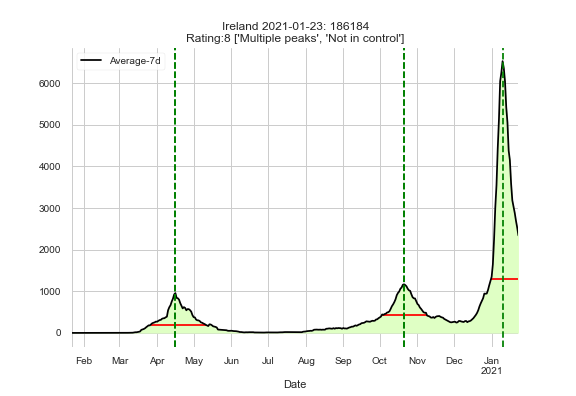 Ireland 2021-01-23: 186184
Rating:8 ['Multiple peaks', 'Not in control']
Average-7d
6000
5000
4000
3000
2000
1000
0
Feb Mar Apr May Jun Jul Aug Sep Oct Nov Dec Jan
2021
Date